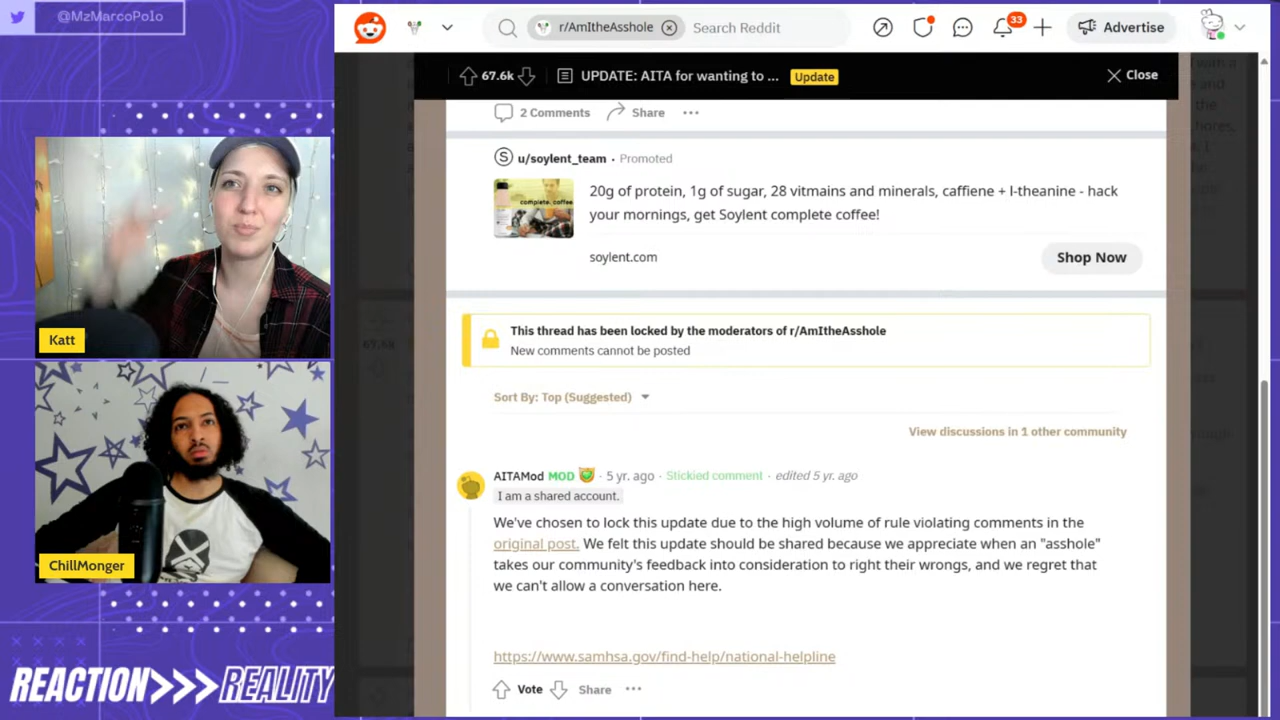 @MzMarcoPolo
r/AmItheAsshole
Search Reddit
33
Advertise
67.6k
UPDATE: AITA for wanting to ...
Update
Close
2 Comments
Share
u/soylent_team · Promoted
20g of protein, 1g of sugar, 28 vitmains and minerals, caffiene + l-theanine - hack
your mornings, get Soylent complete coffee!
complete. coffee
soylent.com
Shop Now
This thread has been locked by the moderators of r/AmItheAsshole
New comments cannot be posted
Sort By: Top (Suggested)
View discussions in 1 other community
AITAMod MOD · 5 yr. ago · Stickied comment · edited 5 yr. ago
I am a shared account.
We've chosen to lock this update due to the high volume of rule violating comments in the
original post. We felt this update should be shared because we appreciate when an "asshole"
takes our community's feedback into consideration to right their wrongs, and we regret that
we can't allow a conversation here.
https://www.samhsa.gov/find-help/national-helpline
Vote
Share
Katt
ChillMonger
REACTION>>>REALITY